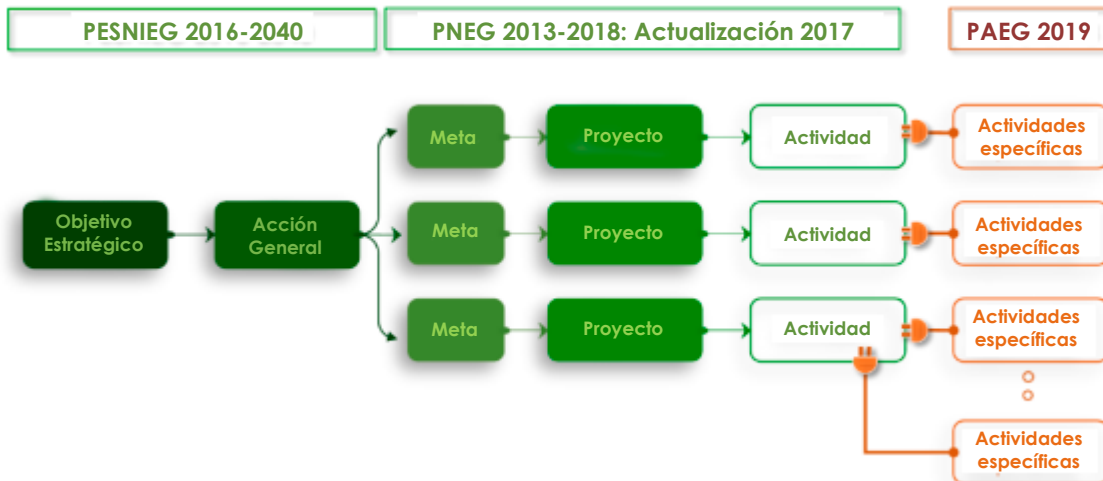 PESNIEG 2016-2040
PNEG 2013-2018: Actualización 2017
PAEG 2019
Meta
Proyecto
Actividad
Actividades
específicas
Objetivo
Estratégico
Acción
General
Meta
Proyecto
Actividad
Actividades
específicas
Meta
Proyecto
Actividad
Actividades
específicas
Actividades
específicas